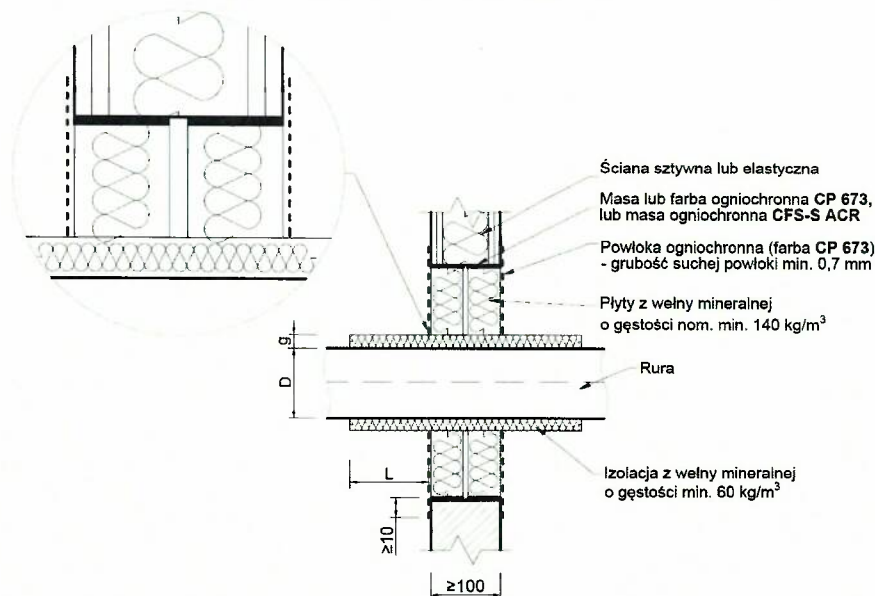 Ściana sztywna lub elastyczna
Masa lub farba ogniochronna CP 673,
lub masa ogniochronna CFS-S ACR
Powłoka ogniochronna (farba CP 673)
- grubość suchej powłoki min. 0,7 mm
Płyty z wełny mineralnej
o gęstości nom. min. 140 kg/m³
g
D
Rura
L
Izolacja z wełny mineralnej
o gęstości min. 60 kg/m³
≥10
≥100